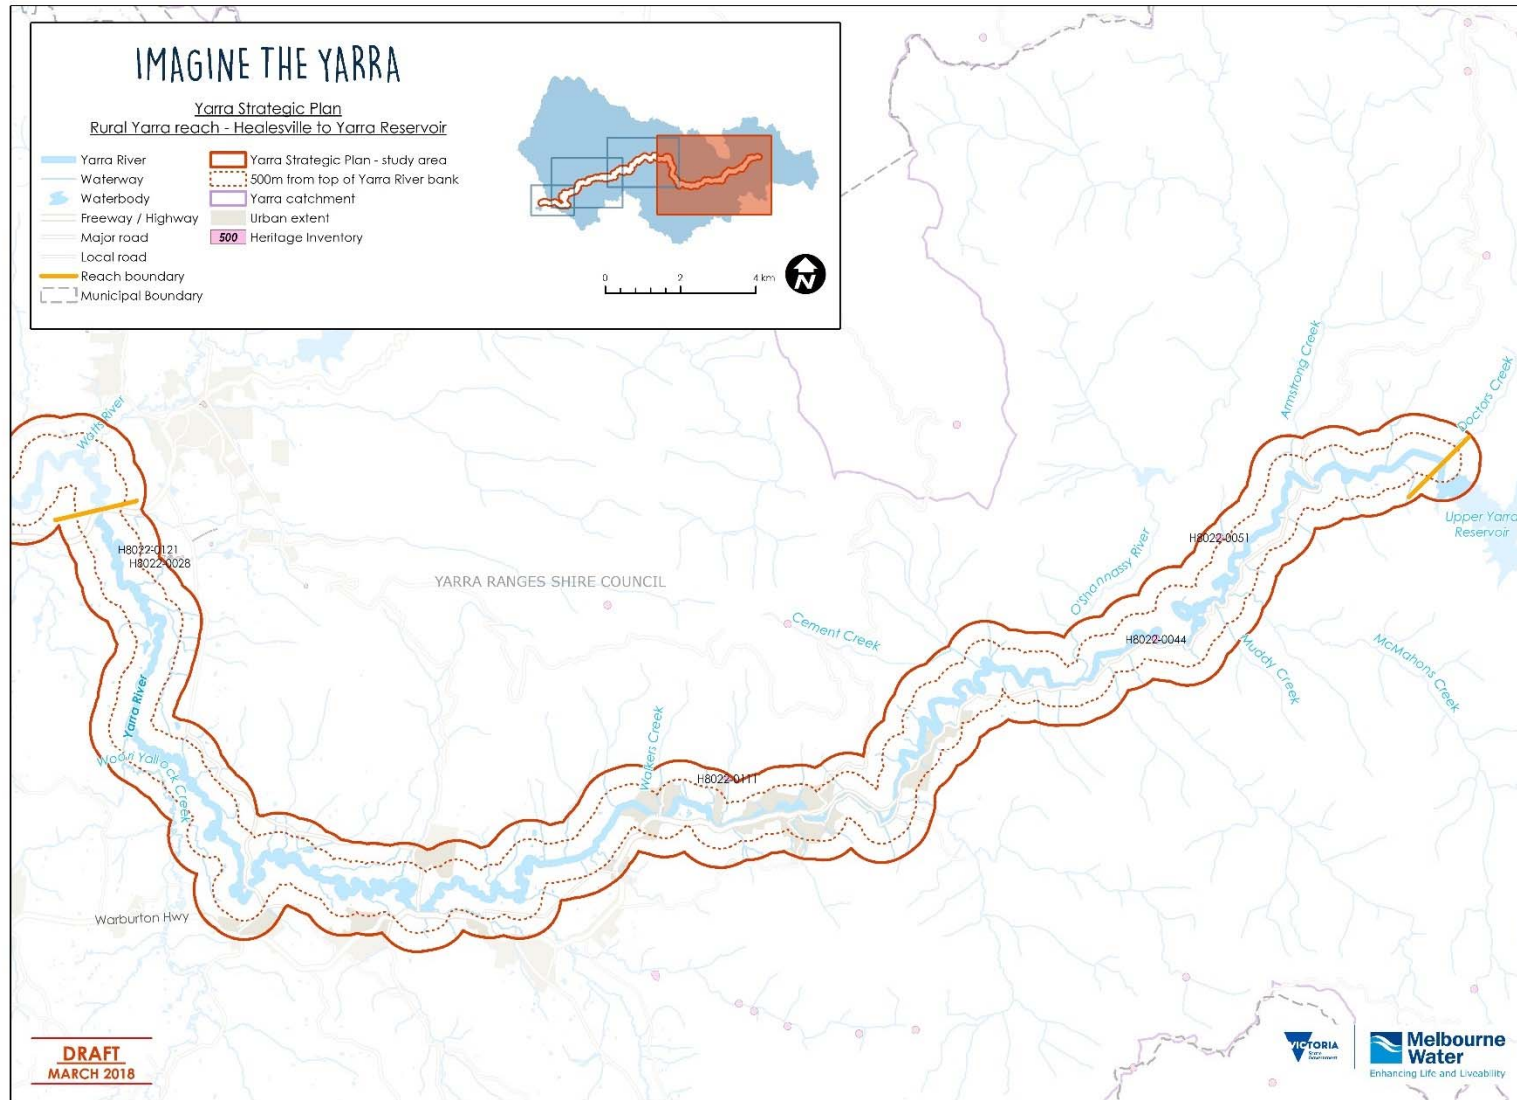 IMAGINE THE YARRA
Yarra Strategic Plan
Rural Yarra reach - Healesville to Yarra Reservoir
Yarra River
Waterway
Waterbody
Freeway / Highway
Major road
Local road
Reach boundary
Municipal Boundary
Yarra Strategic Plan - study area
500m from top of Yarra River bank
Yarra catchment
Urban extent
500 Heritage Inventory
0 2 4 km
N
Watts River
Armstrong Creek
Doctors Creek
Upper Yarra
Reservoir
H8022-0121
H8022-0028
H8022-0051
YARRA RANGES SHIRE COUNCIL
O'Shannassy River
Cement Creek
H8022-0044
Muddy Creek
McMahons Creek
Yarra River
Woori Yallock Creek
Walkers Creek
H8022-0111
Warburton Hwy
DRAFT
MARCH 2018
VICTORIA
State
Government
Melbourne
Water
Enhancing Life and Liveability